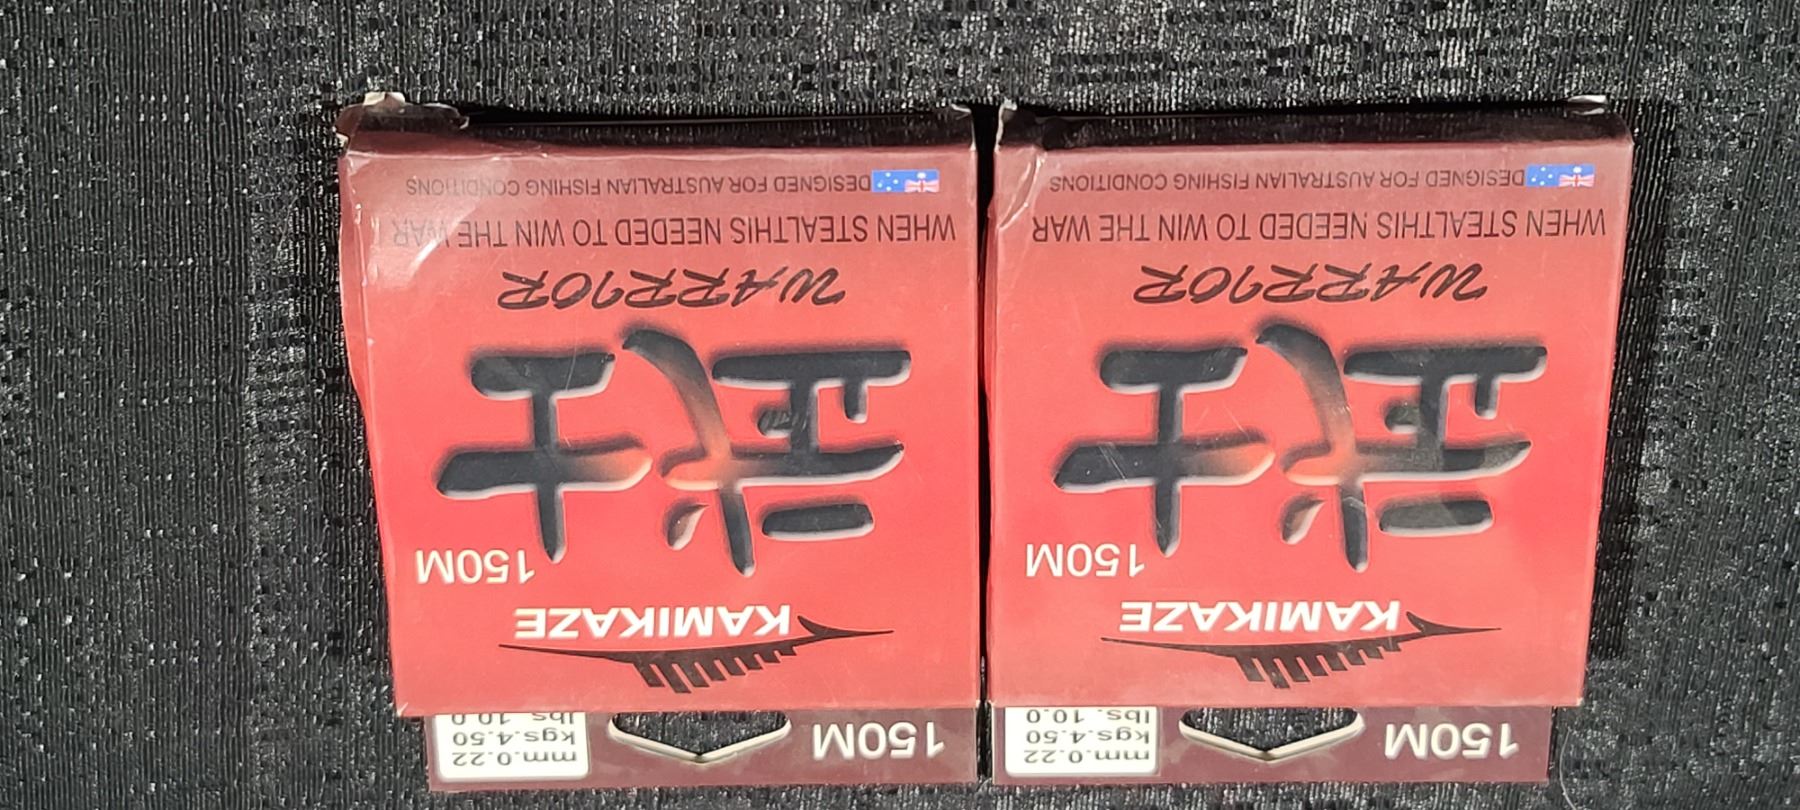 150M
mm.0.22
kgs.4.50
lbs. 10.0
KAMIKAZE
150M
武士
WARRIOR
WHEN STEALTHIS NEEDED TO WIN THE WAR
DESIGNED FOR AUSTRALIAN FISHING CONDITIONS
150M
mm.0.22
kgs.4.50
lbs. 10.0
KAMIKAZE
150M
武士
WARRIOR
WHEN STEALTHIS NEEDED TO WIN THE WAR
DESIGNED FOR AUSTRALIAN FISHING CONDITIONS